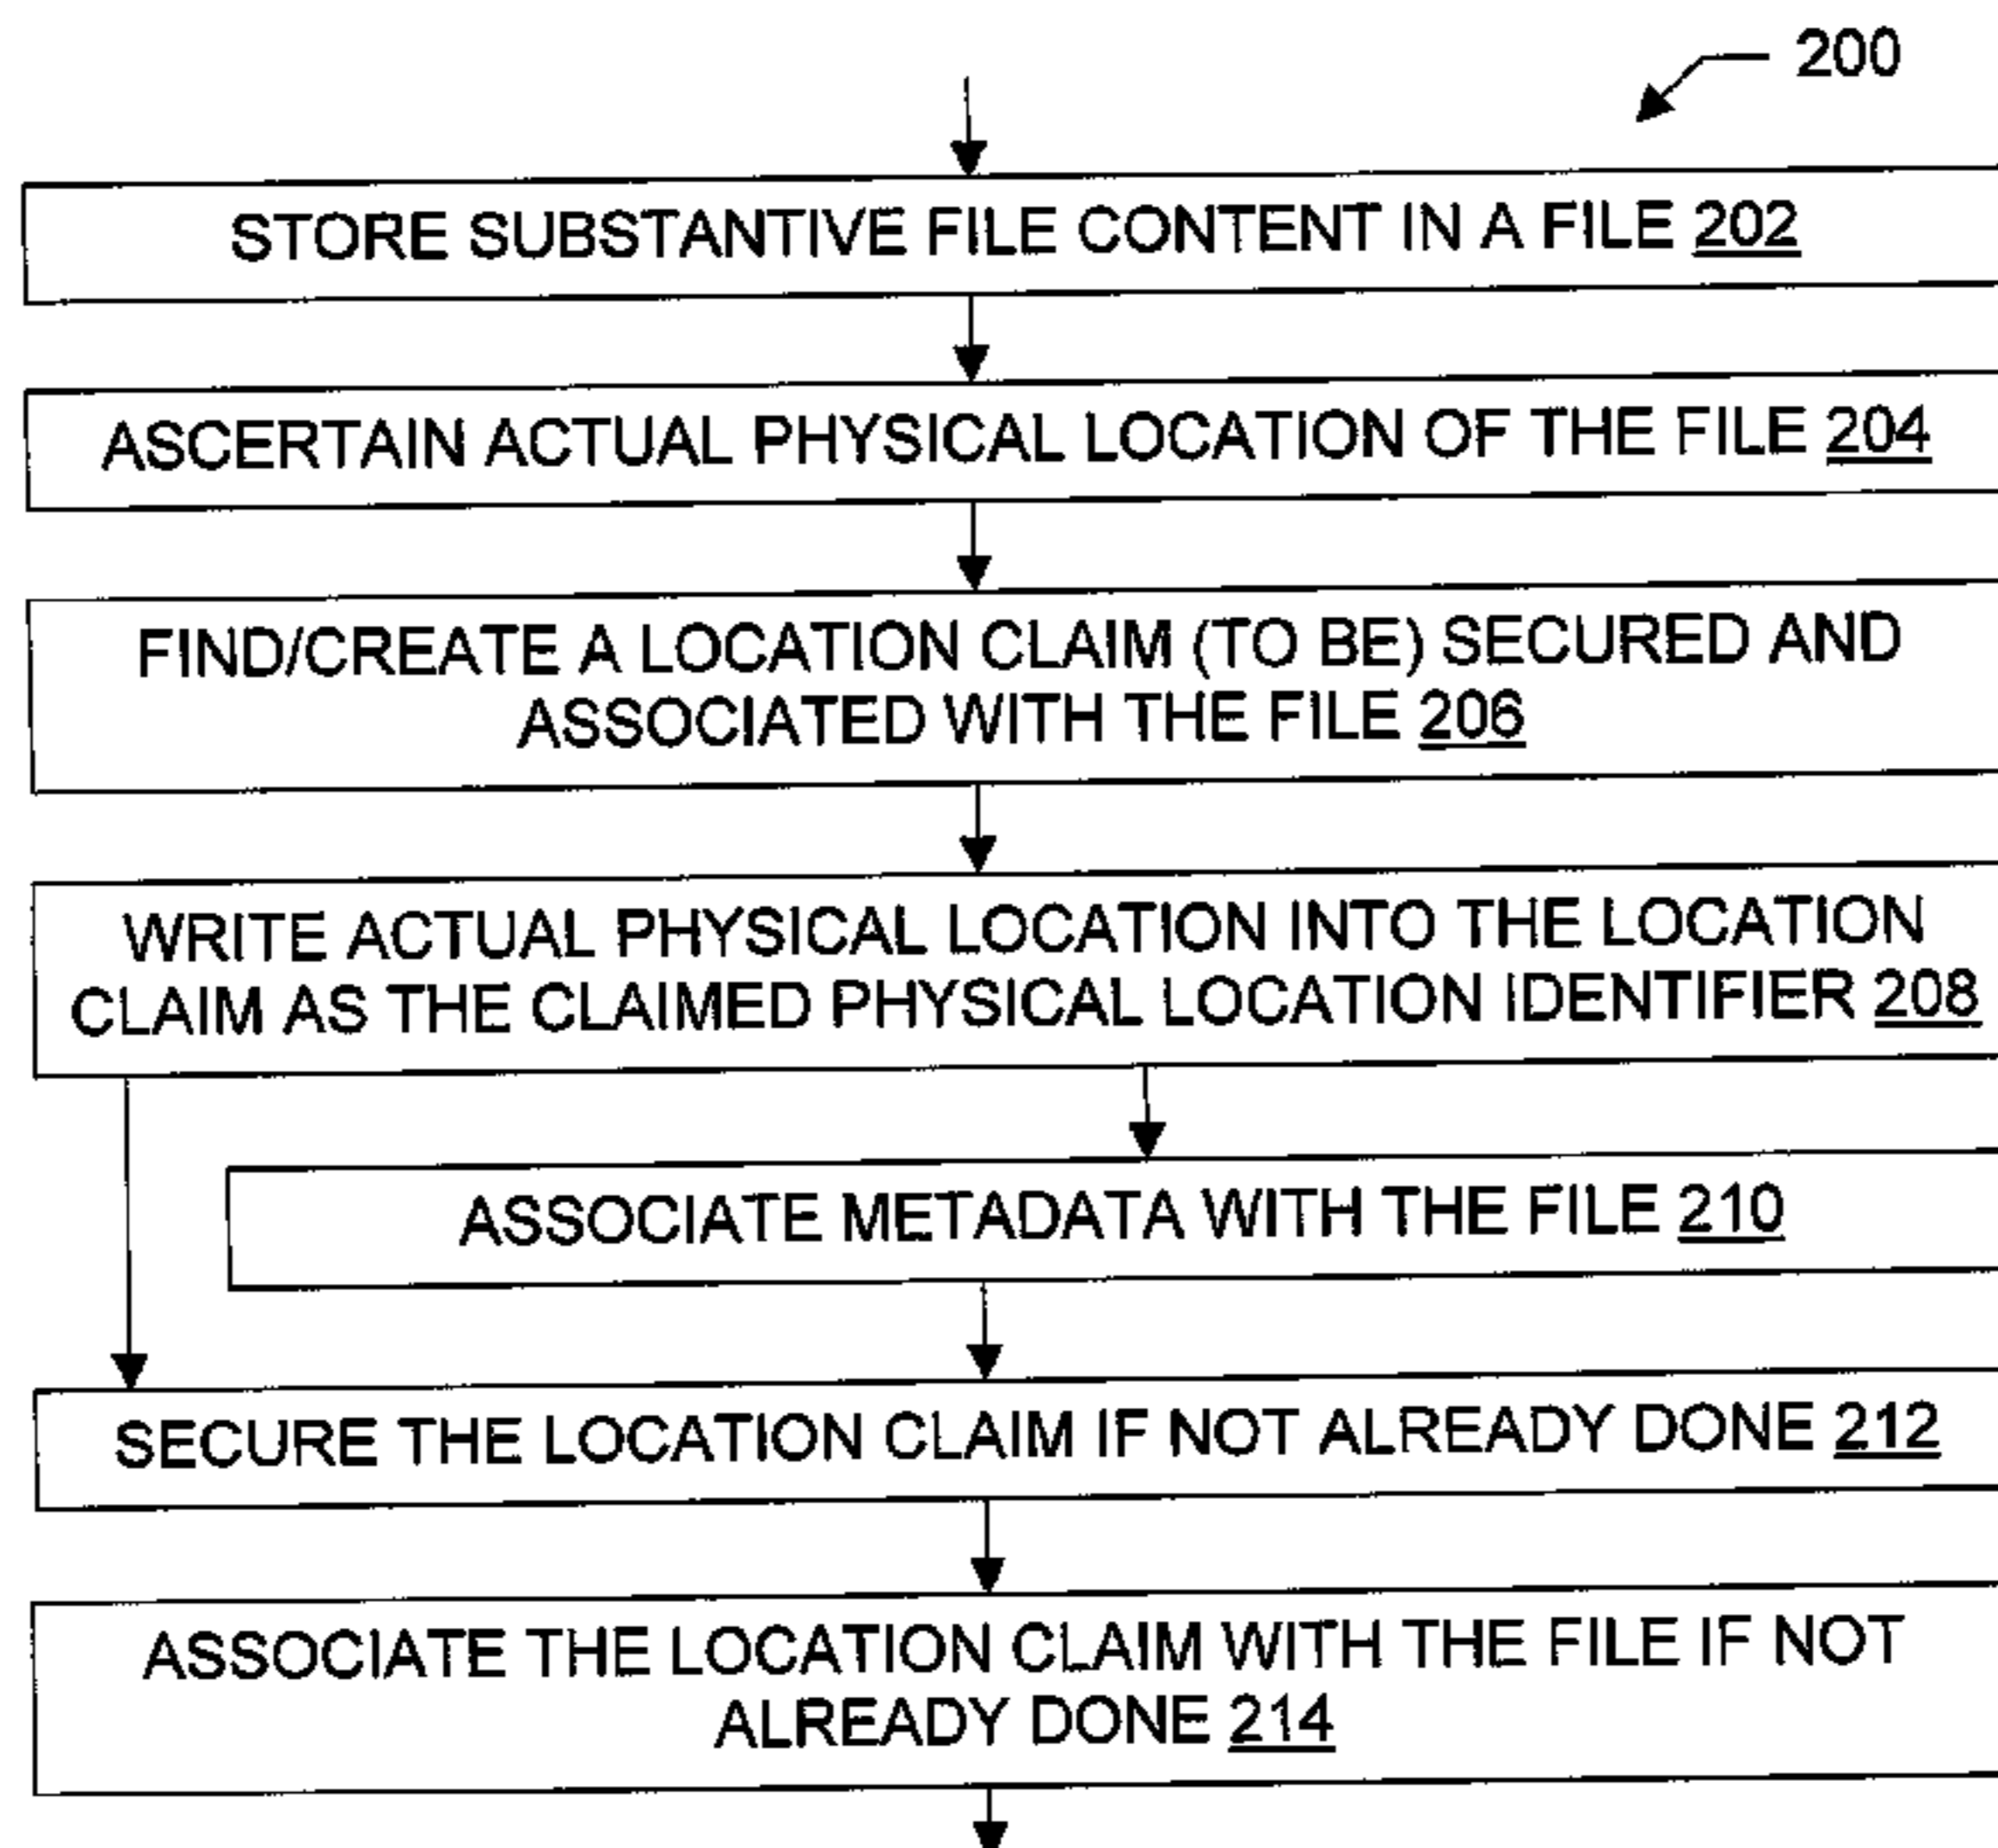 200
STORE SUBSTANTIVE FILE CONTENT IN A FILE 202
ASCERTAIN ACTUAL PHYSICAL LOCATION OF THE FILE 204
FIND/CREATE A LOCATION CLAIM (TO BE) SECURED AND
ASSOCIATED WITH THE FILE 206
WRITE ACTUAL PHYSICAL LOCATION INTO THE LOCATION
CLAIM AS THE CLAIMED PHYSICAL LOCATION IDENTIFIER 208
ASSOCIATE METADATA WITH THE FILE 210
SECURE THE LOCATION CLAIM IF NOT ALREADY DONE 212
ASSOCIATE THE LOCATION CLAIM WITH THE FILE IF NOT
ALREADY DONE 214